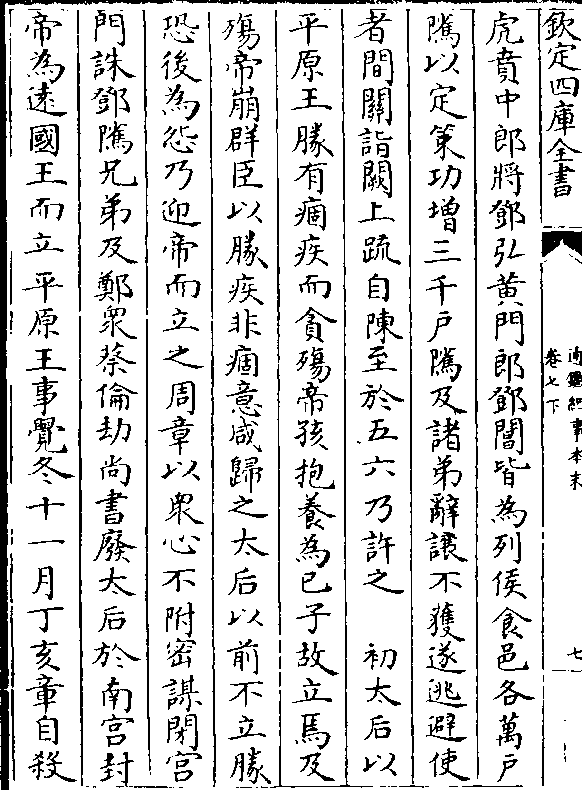 欽定四庫全書
通鑑紀事本末
卷七下
七
虎賁中郎將鄧弘黄門郎鄧閶皆為列侯食邑各萬戸
隲以定策功增三千戸隲及諸弟辭讓不獲遂逃避使
者間關詣闕上疏自陳至於五六乃許之　初太后以
平原王勝有痼疾而貪殤帝孩抱養為已子故立焉及
殤帝崩群臣以勝疾非痼意咸歸之太后以前不立勝
恐後為怨乃迎帝而立之周章以衆心不附密謀閉宫
門誅鄧隲兄弟及鄭衆蔡倫劫尚書廢太后於南宫封
帝為遠國王而立平原王事覺冬十一月丁亥章自殺